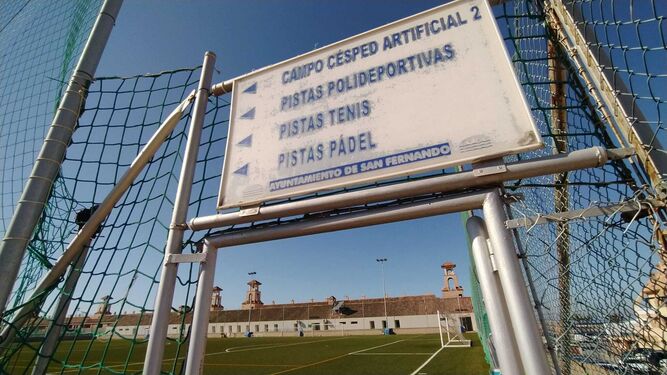 CAMPO CÉSPED ARTIFICIAL 2
PISTAS POLIDEPORTIVAS
PISTAS TENIS
PISTAS PÁDEL
AYUNTAMIENTO DE SAN FERNANDO